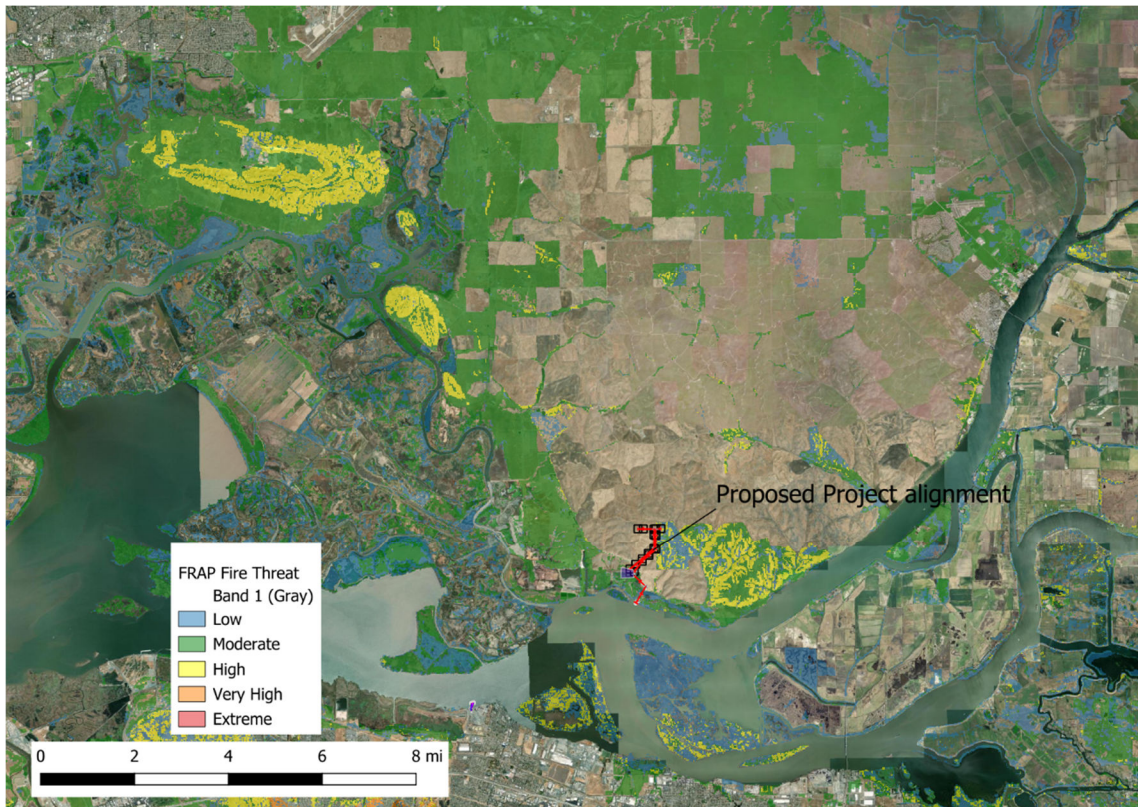 Proposed Project alignment
FRAP Fire Threat
Band 1 (Gray)
Low
Moderate
High
Very High
Extreme
0 2 4 6 8 mi